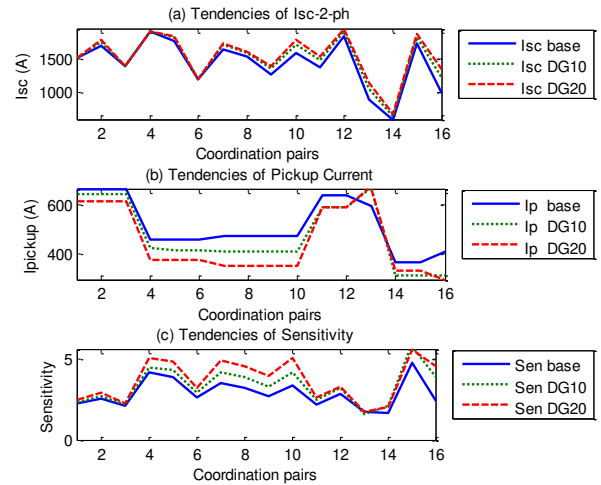 (a) Tendencies of Isc-2-ph
Isc (A)
1500
1000
2 4 6 8 10 12 14 16
Coordination pairs
Isc base
Isc DG10
Isc DG20
(b) Tendencies of Pickup Current
Ipickup (A)
600
400
2 4 6 8 10 12 14 16
Ip base
Ip DG10
Ip DG20
(c) Tendencies of Sensitivity
Sensitivity
5
0
2 4 6 8 10 12 14 16
Coordination pairs
Sen base
Sen DG10
Sen DG20